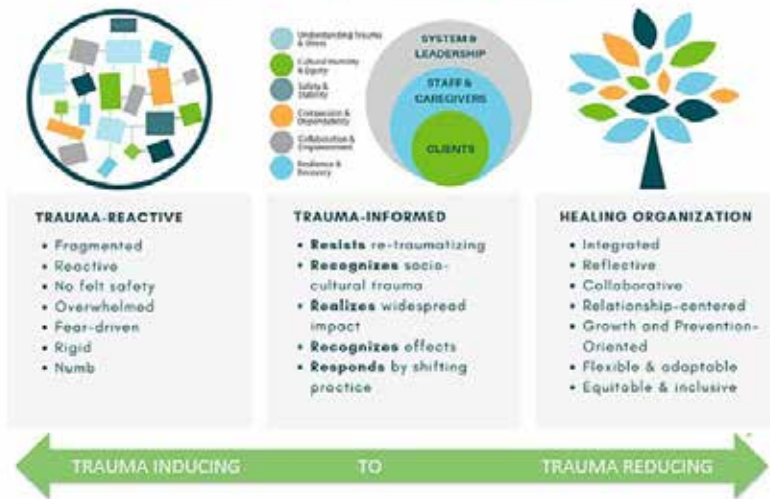 Understanding Trauma
& Stress
Cultural Humility
& Equity
Safety &
Stability
Compassion &
Dependability
Collaboration &
Empowerment
Resilience &
Recovery
SYSTEM &
LEADERSHIP
STAFF &
CAREGIVERS
CLIENTS
TRAUMA-REACTIVE
• Fragmented
• Reactive
• No felt safety
• Overwhelmed
• Fear-driven
• Rigid
• Numb
TRAUMA-INFORMED
• Resists re-traumatizing
• Recognizes socio-
cultural trauma
• Realizes widespread
impact
• Recognizes effects
• Responds by shifting
practice
HEALING ORGANIZATION
• Integrated
• Reflective
• Collaborative
• Relationship-centered
• Growth and Prevention-
Oriented
• Flexible & adaptable
• Equitable & inclusive
TRAUMA INDUCING TO TRAUMA REDUCING